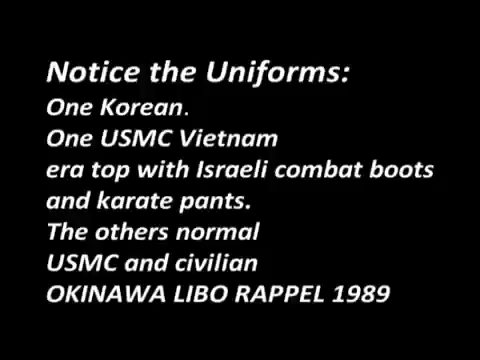 Notice the Uniforms:
One Korean.
One USMC Vietnam
era top with Israeli combat boots
and karate pants.
The others normal
USMC and civilian
OKINAWA LIBO RAPPEL 1989